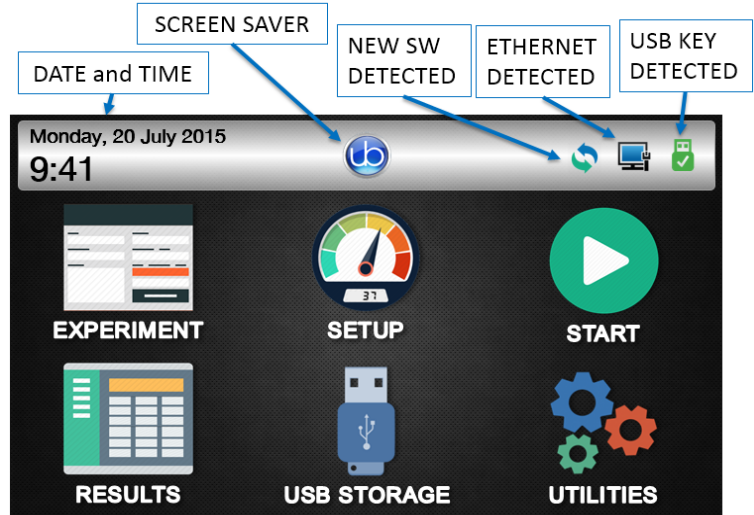 SCREEN SAVER
DATE and TIME
NEW SW
DETECTED
ETHERNET
DETECTED
USB KEY
DETECTED
Monday, 20 July 2015
9:41
ub
37
EXPERIMENT
SETUP
START
RESULTS
USB STORAGE
UTILITIES